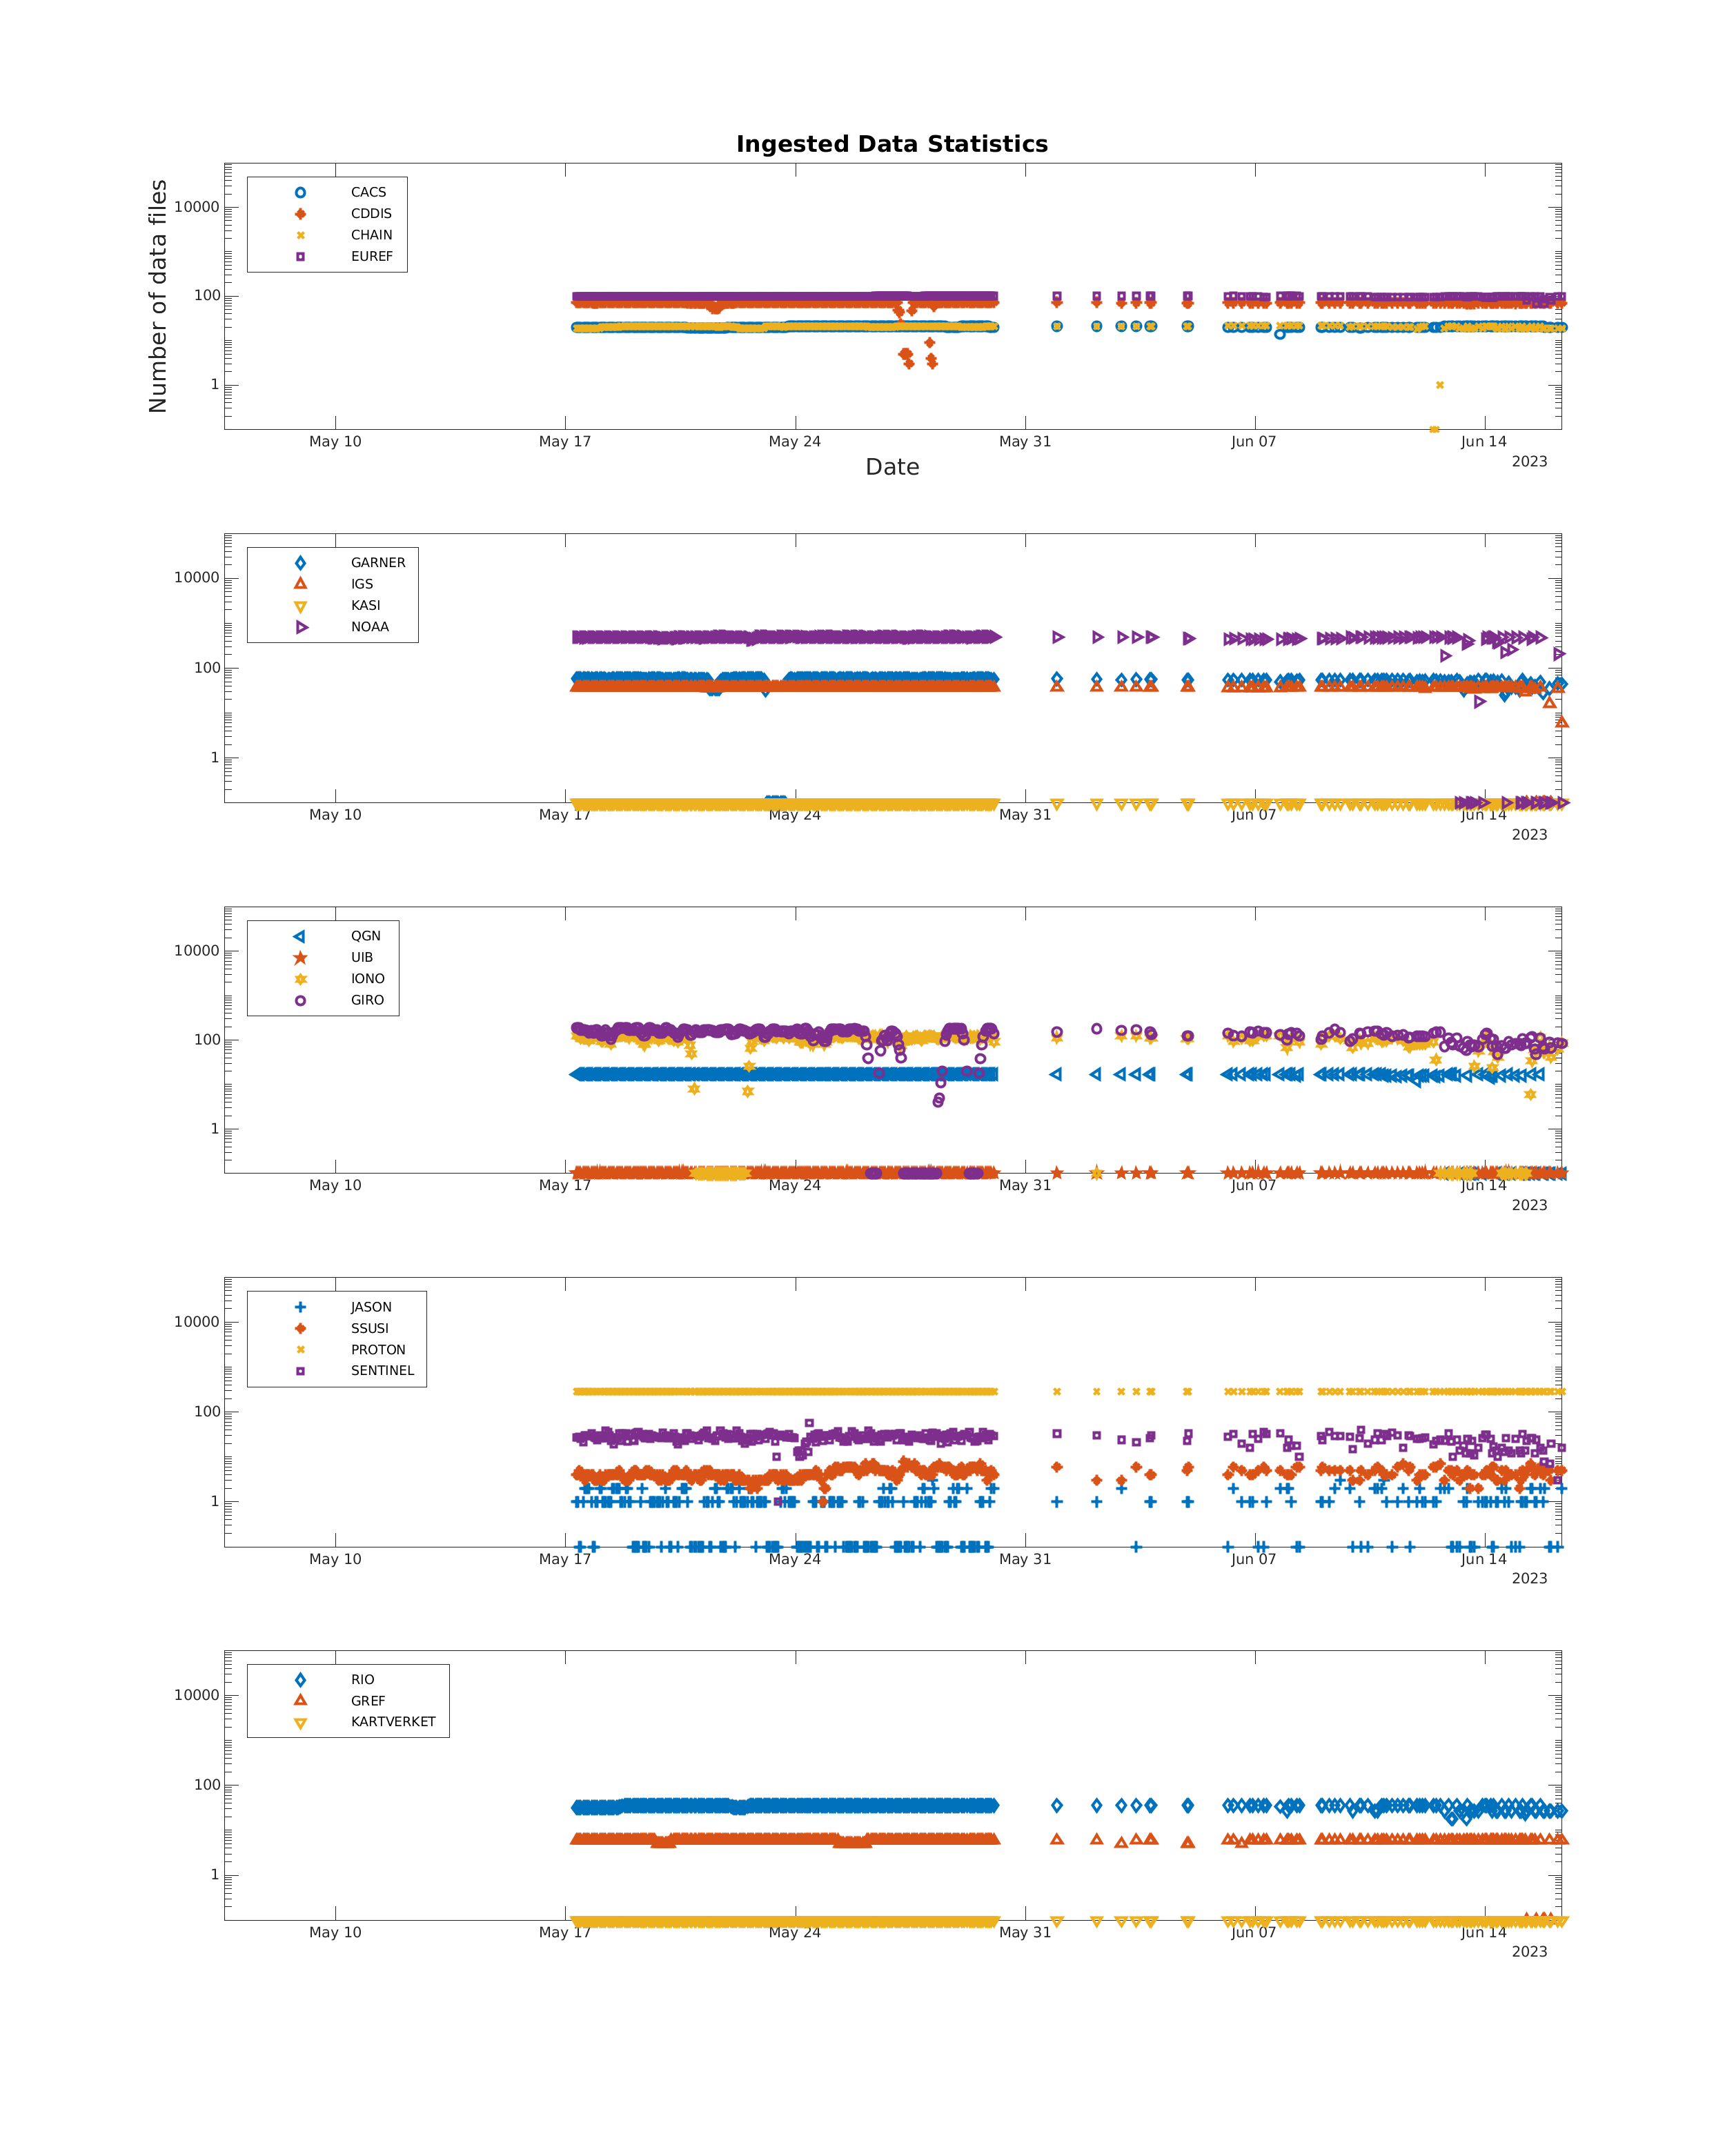 Ingested Data Statistics
Number of data files
CACS
CDDIS
CHAIN
EUREF
10000
100
1
May 10 May 17 May 24 May 31 Jun 07 Jun 14
2023
Date
GARNER
IGS
KASI
NOAA
10000
100
1
May 10 May 17 May 24 May 31 Jun 07 Jun 14
2023
QGN
UIB
IONO
GIRO
10000
100
1
May 10 May 17 May 24 May 31 Jun 07 Jun 14
2023
JASON
SSUSI
PROTON
SENTINEL
10000
100
1
May 10 May 17 May 24 May 31 Jun 07 Jun 14
2023
RIO
GREF
KARTVERKET
10000
100
1
May 10 May 17 May 24 May 31 Jun 07 Jun 14
2023